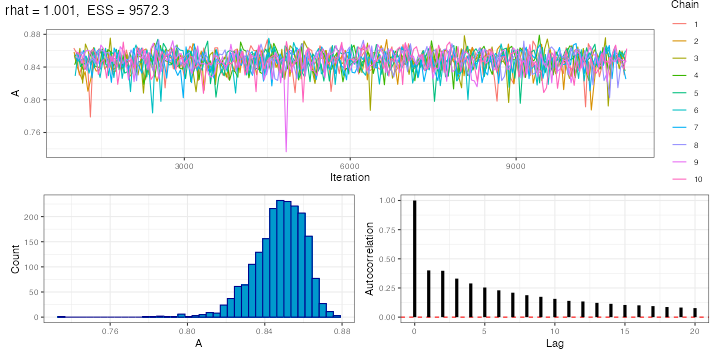 rhat = 1.001, ESS = 9572.3
Chain
1
2
3
4
5
6
7
8
9
10
A
0.88
0.84
0.80
0.76
3000 6000 9000
Iteration
Count
200
150
100
50
0
0.76 0.80 0.84 0.88
A
Autocorrelation
1.00
0.75
0.50
0.25
0.00
0 5 10 15 20
Lag